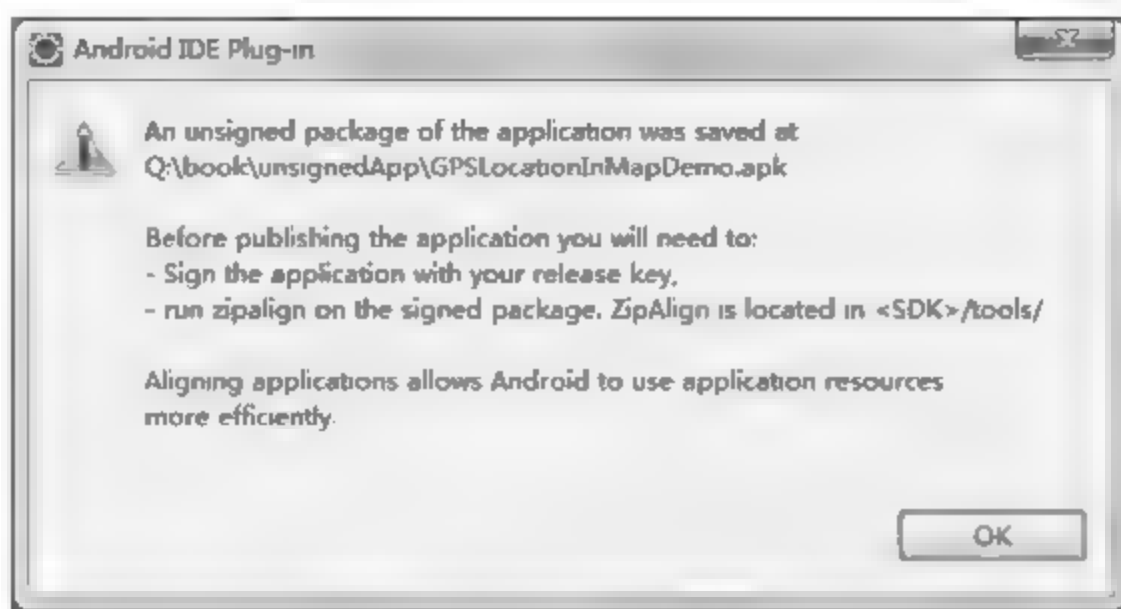 Android IDE Plug-in
An unsigned package of the application was saved at
Q:\book\unsignedApp\GPSLocationInMapDemo.apk
Before publishing the application you will need to:
- Sign the application with your release key,
- run zipalign on the signed package. ZipAlign is located in <SDK>/tools/
Aligning applications allows Android to use application resources
more efficiently.
OK